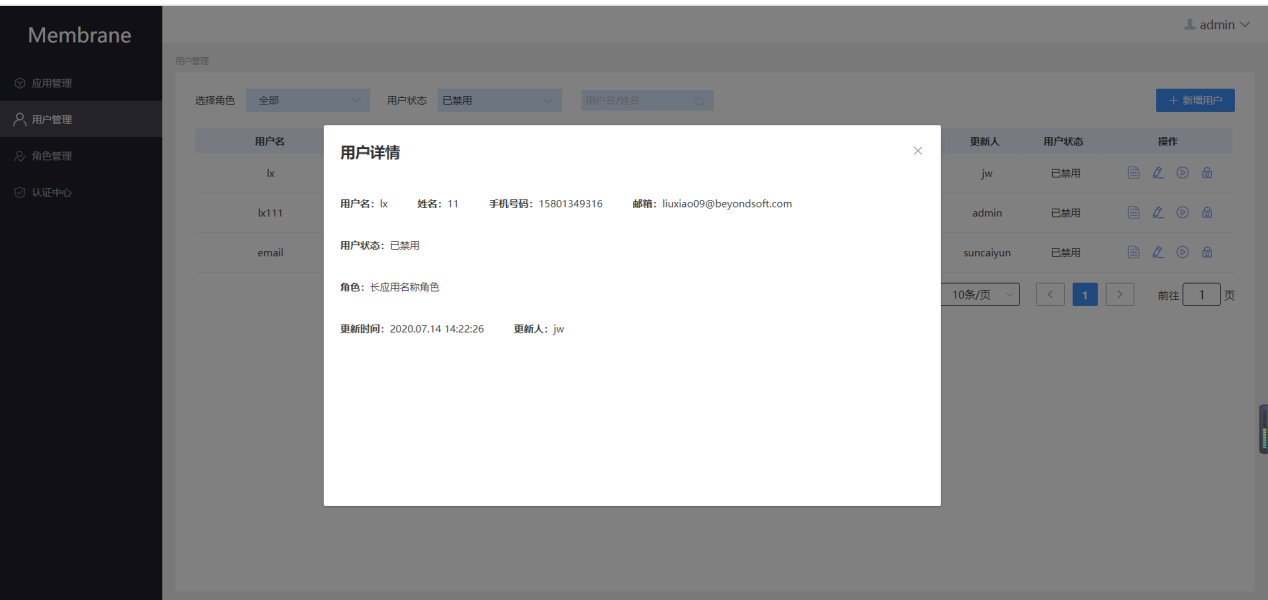 Membrane
admin
用户管理
应用管理
用户管理
角色管理
认证中心
选择角色 全部 用户状态 已禁用 用户名/姓名 + 新增用户
用户名 更新人 用户状态 操作
lx jw 已禁用
lx111 admin 已禁用
email suncaiyun 已禁用
10条/页 < 1 > 前往 1 页
用户详情 ×
用户名：lx 姓名：11 手机号码：15801349316 邮箱：liuxiao09@beyondsoft.com
用户状态：已禁用
角色：长应用名称角色
更新时间：2020.07.14 14:22:26 更新人：jw